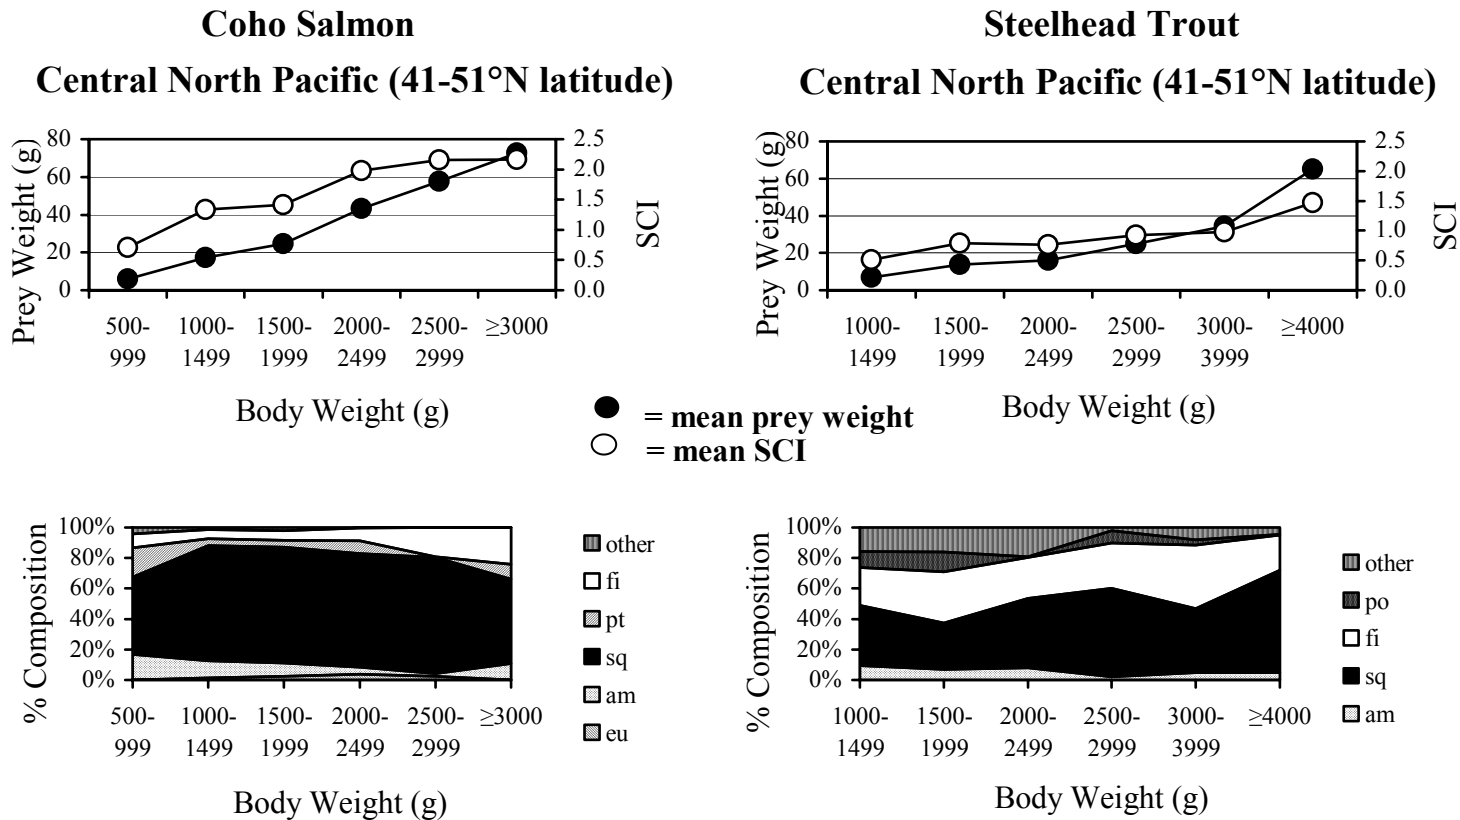 Coho Salmon
Central North Pacific (41-51°N latitude)
Prey Weight (g)
80
60
40
20
0
2.5
2.0
1.5
1.0
0.5
0.0
SCI
500-
999
1000-
1499
1500-
1999
2000-
2499
2500-
2999
≥3000
Body Weight (g)
Steelhead Trout
Central North Pacific (41-51°N latitude)
Prey Weight (g)
80
60
40
20
0
2.5
2.0
1.5
1.0
0.5
0.0
SCI
1000-
1499
1500-
1999
2000-
2499
2500-
2999
3000-
3999
≥4000
Body Weight (g)
= mean prey weight
= mean SCI
% Composition
100%
80%
60%
40%
20%
0%
500-
999
1000-
1499
1500-
1999
2000-
2499
2500-
2999
≥3000
Body Weight (g)
other
fi
pt
sq
am
eu
% Composition
100%
80%
60%
40%
20%
0%
1000-
1499
1500-
1999
2000-
2499
2500-
2999
3000-
3999
≥4000
Body Weight (g)
other
po
fi
sq
am